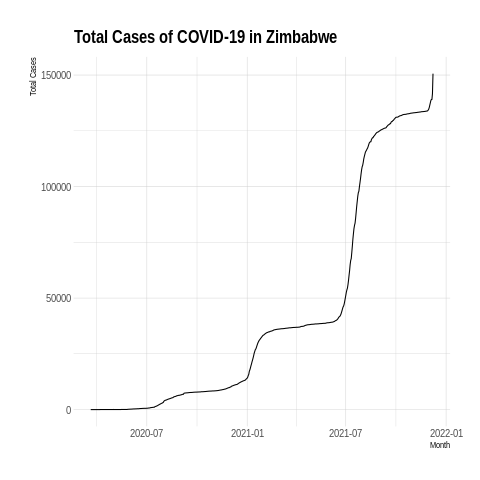 Total Cases of COVID-19 in Zimbabwe
Total Cases
150000
100000
50000
0
2020-07
2021-01
2021-07
2022-01
Month